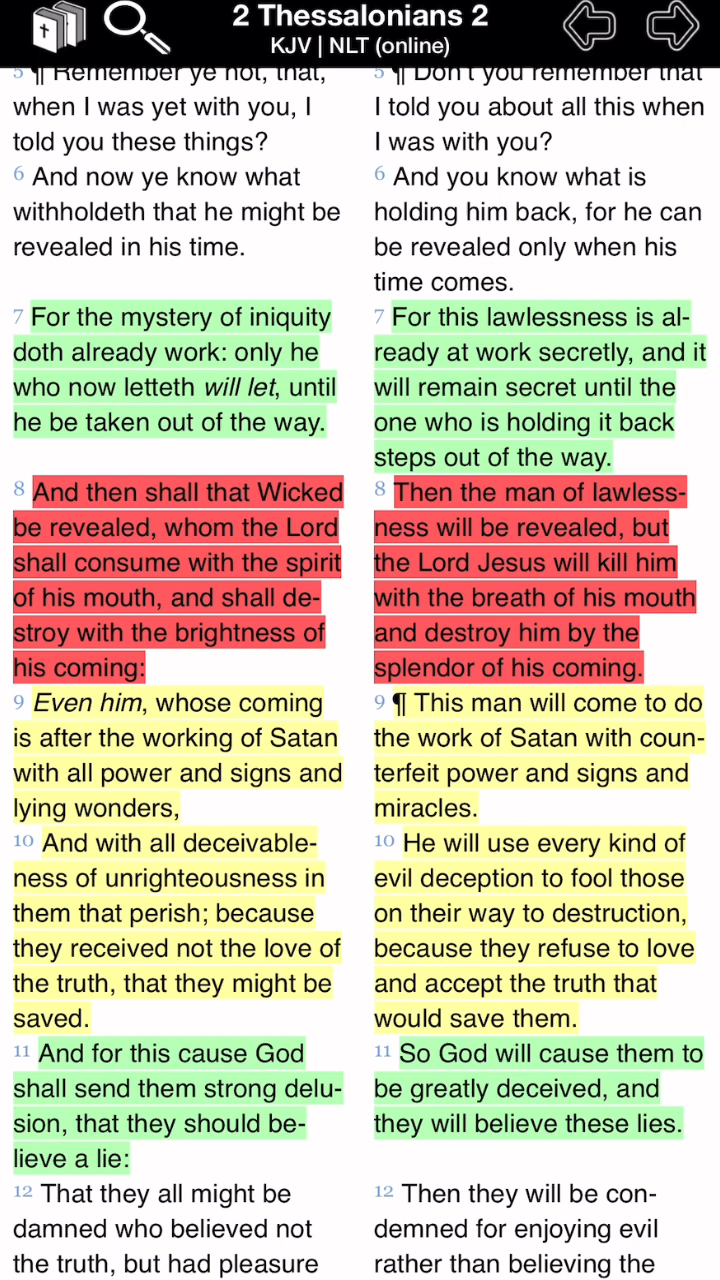 2 Thessalonians 2
KJV | NLT (online)
5 ¶ Remember ye not, that,
when I was yet with you, I
told you these things?
6 And now ye know what
withholdeth that he might be
revealed in his time.
7 For the mystery of iniquity
doth already work: only he
who now letteth will let, until
he be taken out of the way.
8 And then shall that Wicked
be revealed, whom the Lord
shall consume with the spirit
of his mouth, and shall de-
stroy with the brightness of
his coming:
9 Even him, whose coming
is after the working of Satan
with all power and signs and
lying wonders,
10 And with all deceivable-
ness of unrighteousness in
them that perish; because
they received not the love of
the truth, that they might be
saved.
11 And for this cause God
shall send them strong delu-
sion, that they should be-
lieve a lie:
12 That they all might be
damned who believed not
the truth, but had pleasure
5 ¶ Don't you remember that
I told you about all this when
I was with you?
6 And you know what is
holding him back, for he can
be revealed only when his
time comes.
7 For this lawlessness is al-
ready at work secretly, and it
will remain secret until the
one who is holding it back
steps out of the way.
8 Then the man of lawless-
ness will be revealed, but
the Lord Jesus will kill him
with the breath of his mouth
and destroy him by the
splendor of his coming.
9 ¶ This man will come to do
the work of Satan with coun-
terfeit power and signs and
miracles.
10 He will use every kind of
evil deception to fool those
on their way to destruction,
because they refuse to love
and accept the truth that
would save them.
11 So God will cause them to
be greatly deceived, and
they will believe these lies.
12 Then they will be con-
demned for enjoying evil
rather than believing the